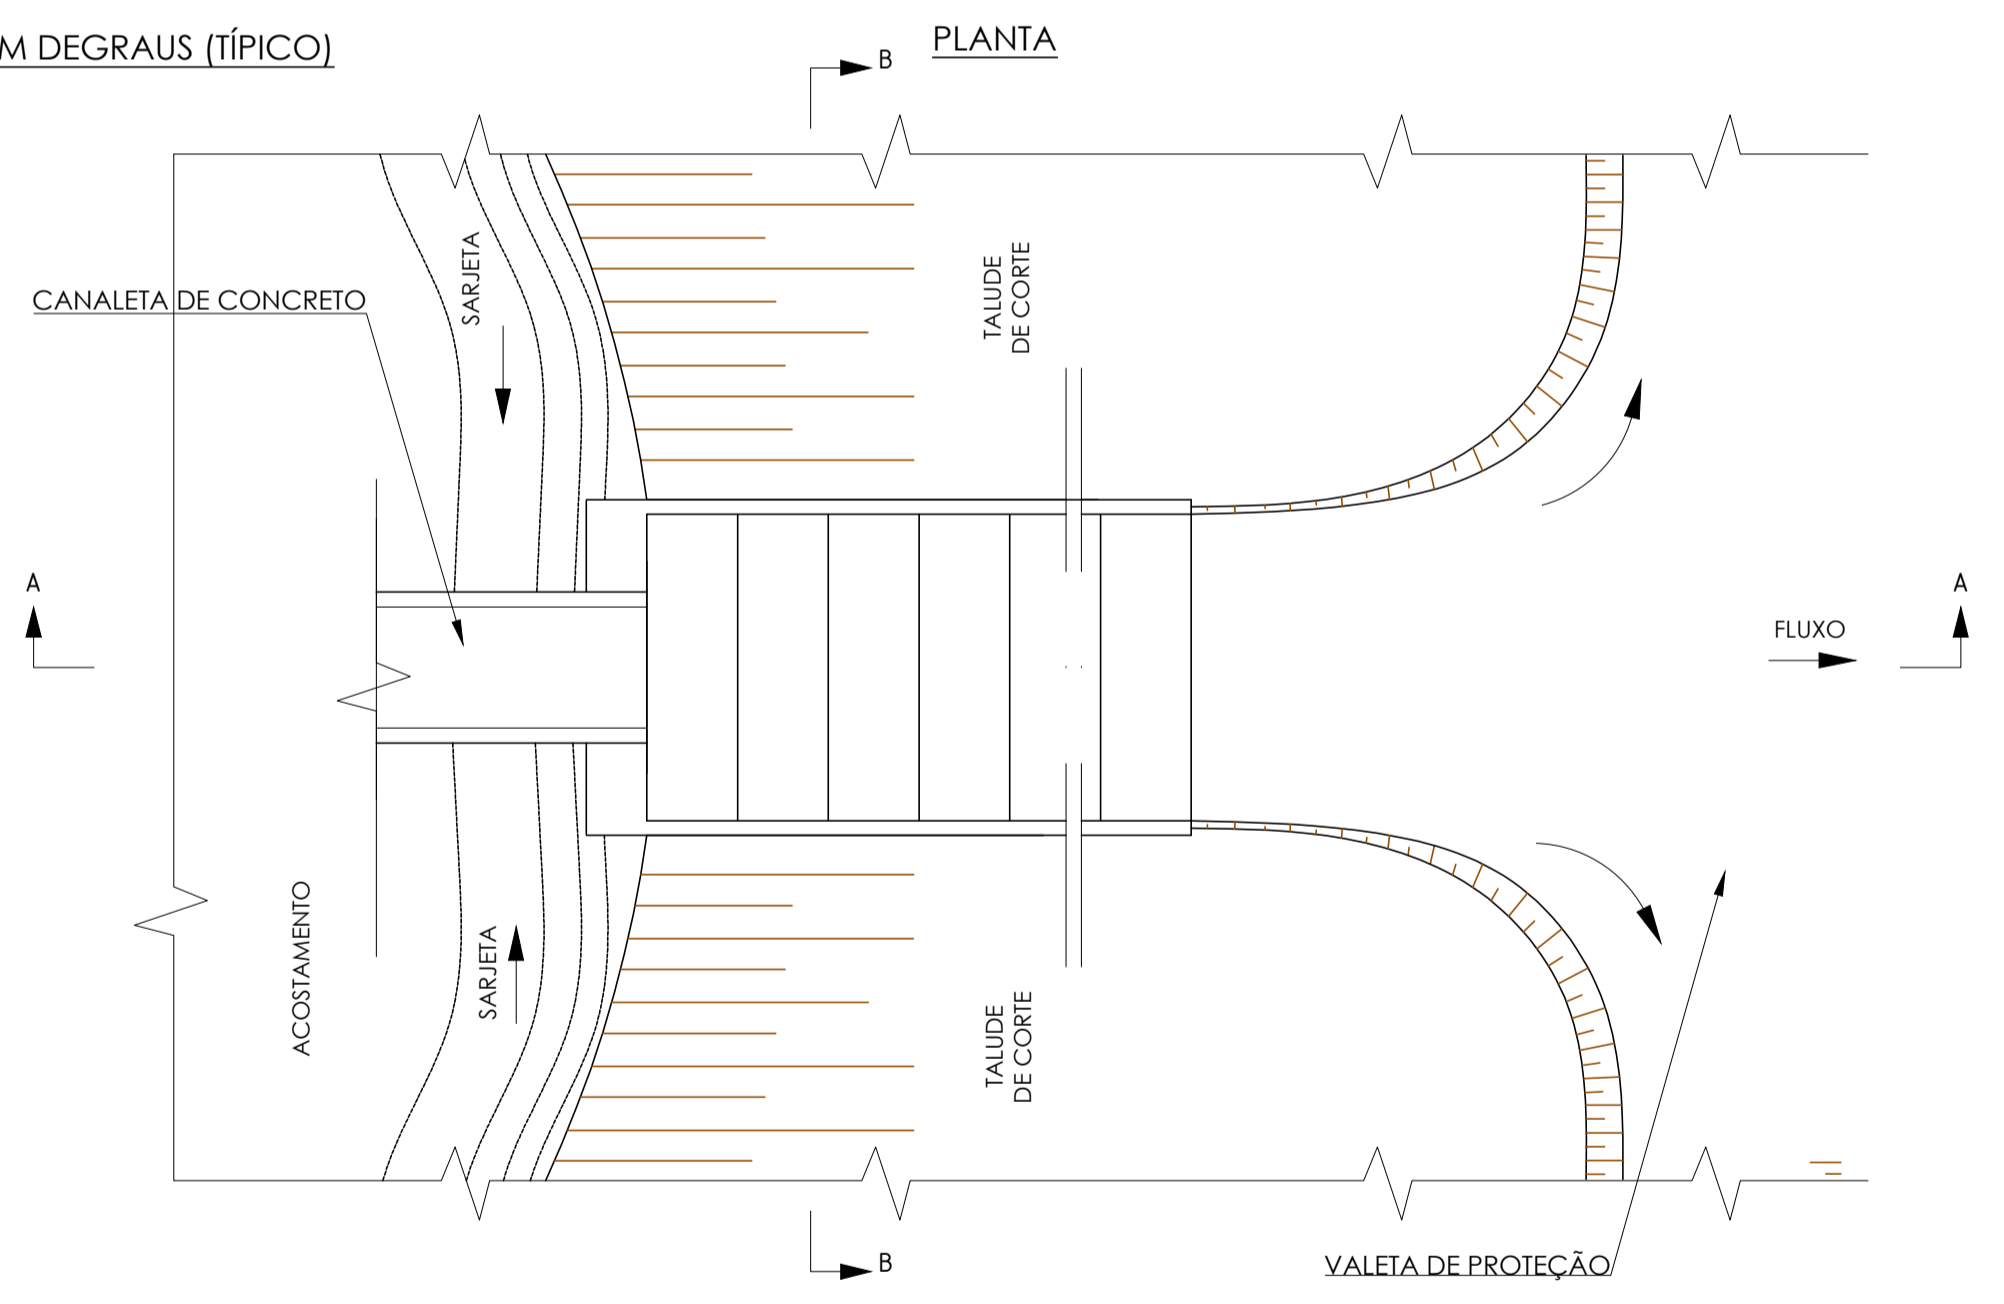 M DEGRAUS (TÍPICO)
PLANTA
B
SARJETA
TALUDE
DE CORTE
CANALETA DE CONCRETO
A
A
FLUXO
ACOSTAMENTO
SARJETA
TALUDE
DE CORTE
B
VALETA DE PROTEÇÃO